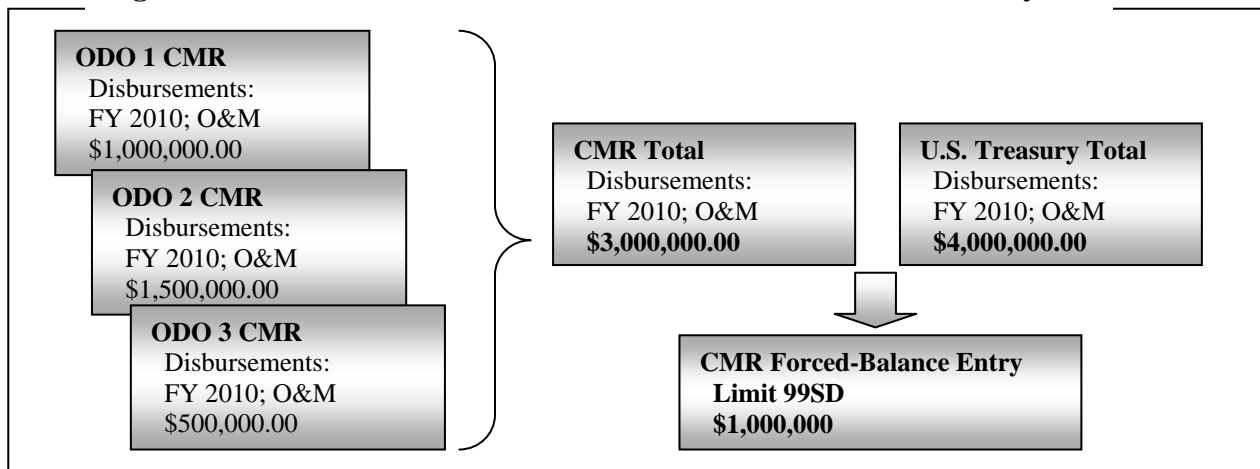 ODO 1 CMR
Disbursements:
FY 2010; O&M
$1,000,000.00
ODO 2 CMR
Disbursements:
FY 2010; O&M
$1,500,000.00
ODO 3 CMR
Disbursements:
FY 2010; O&M
$500,000.00
CMR Total
Disbursements:
FY 2010; O&M
$3,000,000.00
U.S. Treasury Total
Disbursements:
FY 2010; O&M
$4,000,000.00
CMR Forced-Balance Entry
Limit 99SD
$1,000,000